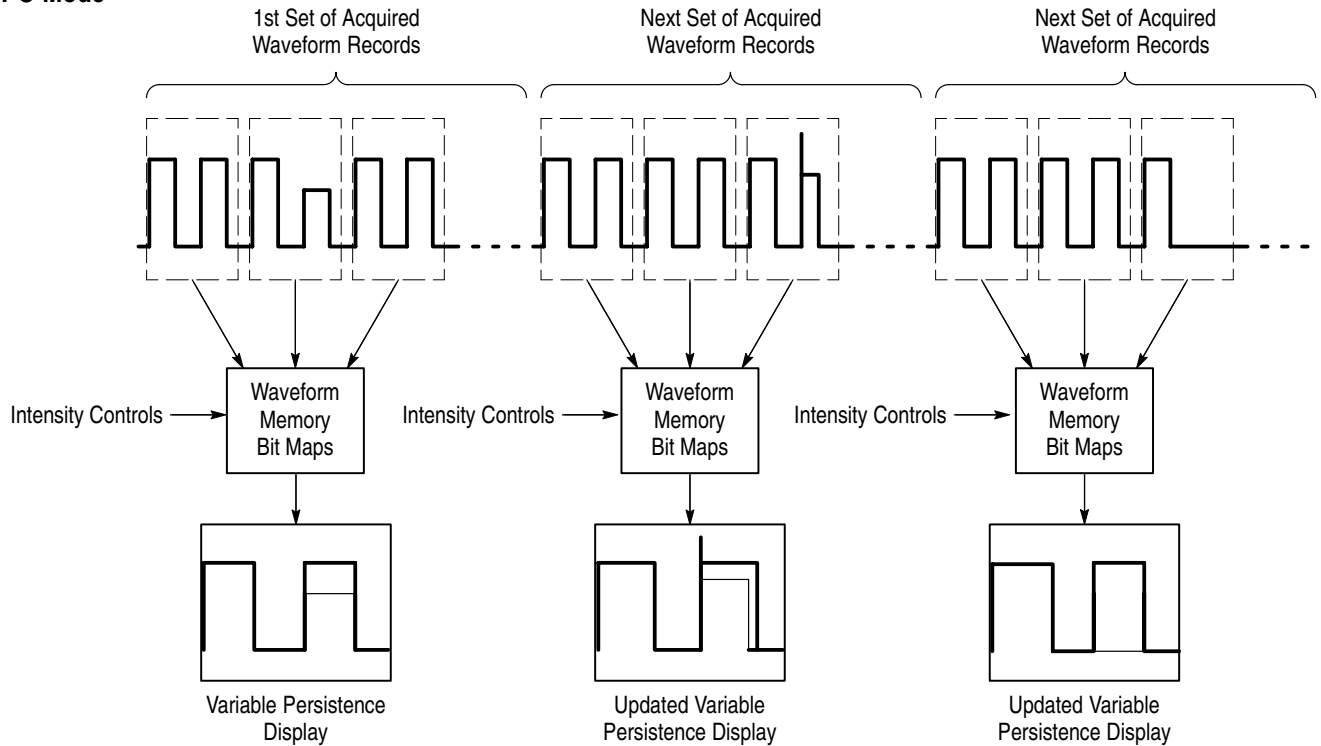 1st Set of Acquired
Waveform Records
Next Set of Acquired
Waveform Records
Next Set of Acquired
Waveform Records
Intensity Controls
Waveform
Memory
Bit Maps
Intensity Controls
Waveform
Memory
Bit Maps
Intensity Controls
Waveform
Memory
Bit Maps
Variable Persistence
Display
Updated Variable
Persistence Display
Updated Variable
Persistence Display